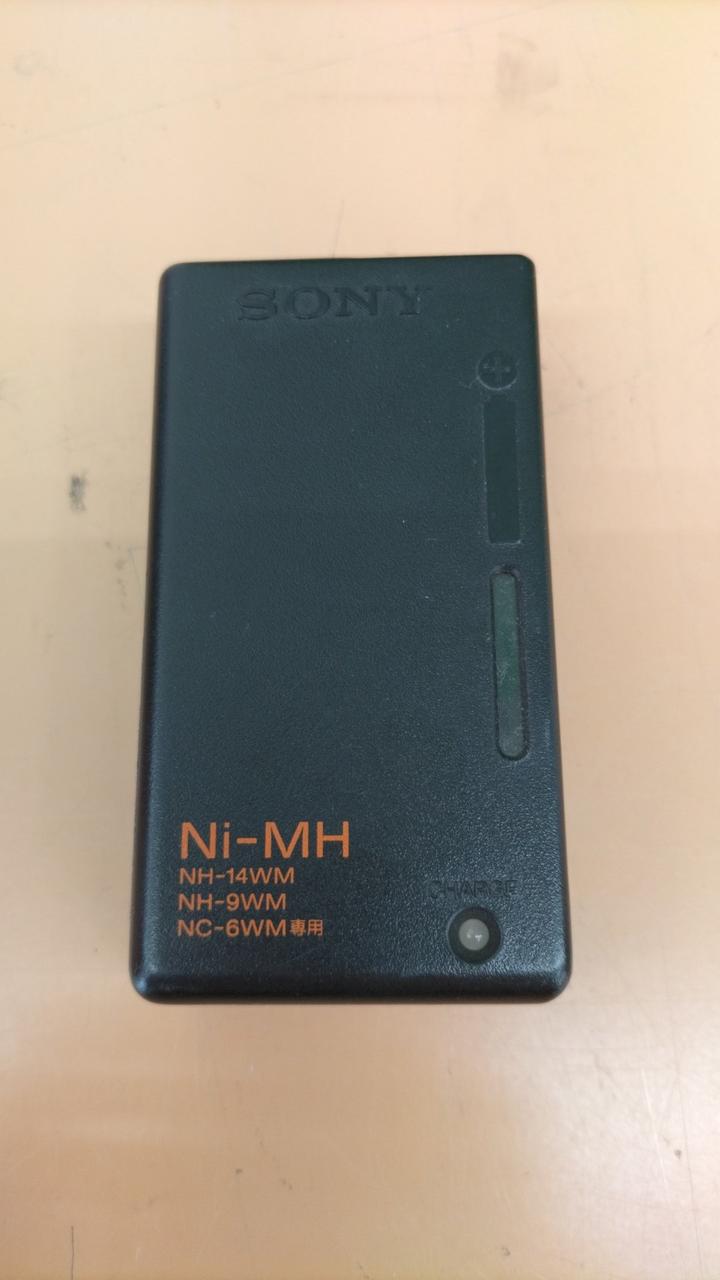 SONY
Ni-MH
NH-14WM
NH-9WM
NC-6WM専用
CHARGE